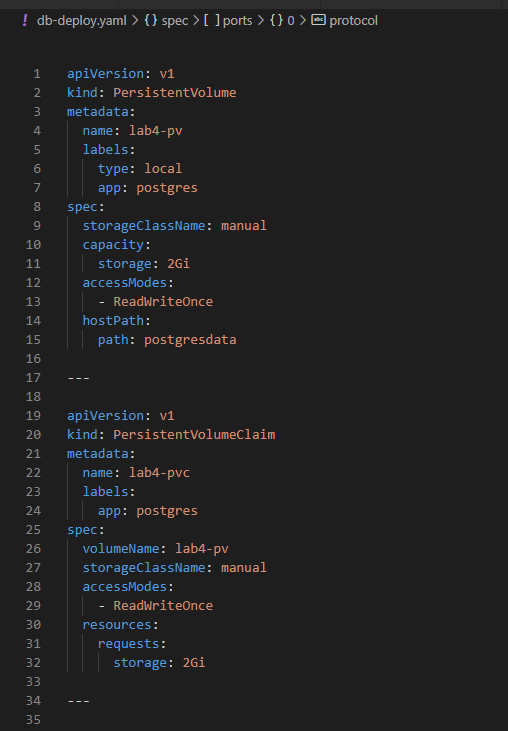 ! db-deploy.yaml > {} spec > [ ] ports > {} 0 > abc protocol
1 apiVersion: v1
2 kind: PersistentVolume
3 metadata:
4   name: lab4-pv
5   labels:
6     type: local
7     app: postgres
8 spec:
9   storageClassName: manual
10   capacity:
11     storage: 2Gi
12   accessModes:
13     - ReadWriteOnce
14   hostPath:
15     path: postgresdata
16
17 ---
18
19 apiVersion: v1
20 kind: PersistentVolumeClaim
21 metadata:
22   name: lab4-pvc
23   labels:
24     app: postgres
25 spec:
26   volumeName: lab4-pv
27   storageClassName: manual
28   accessModes:
29     - ReadWriteOnce
30   resources:
31     requests:
32       storage: 2Gi
33
34 ---
35